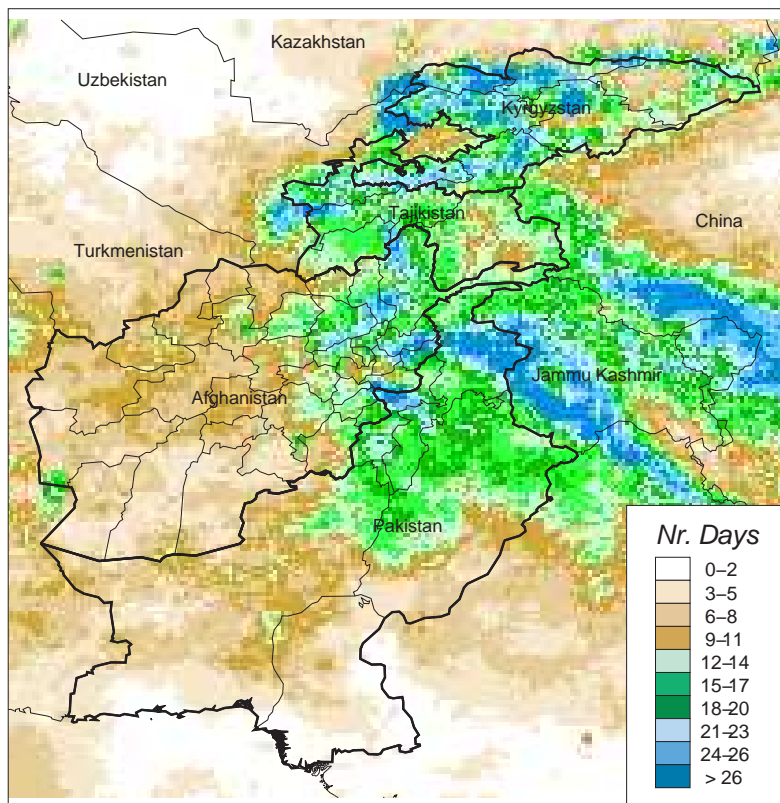 Kazakhstan
Uzbekistan
Kyrgyzstan
Tajikistan
China
Turkmenistan
Jammu Kashmir
Afghanistan
Pakistan
Nr. Days
0–2
3–5
6–8
9–11
12–14
15–17
18–20
21–23
24–26
> 26